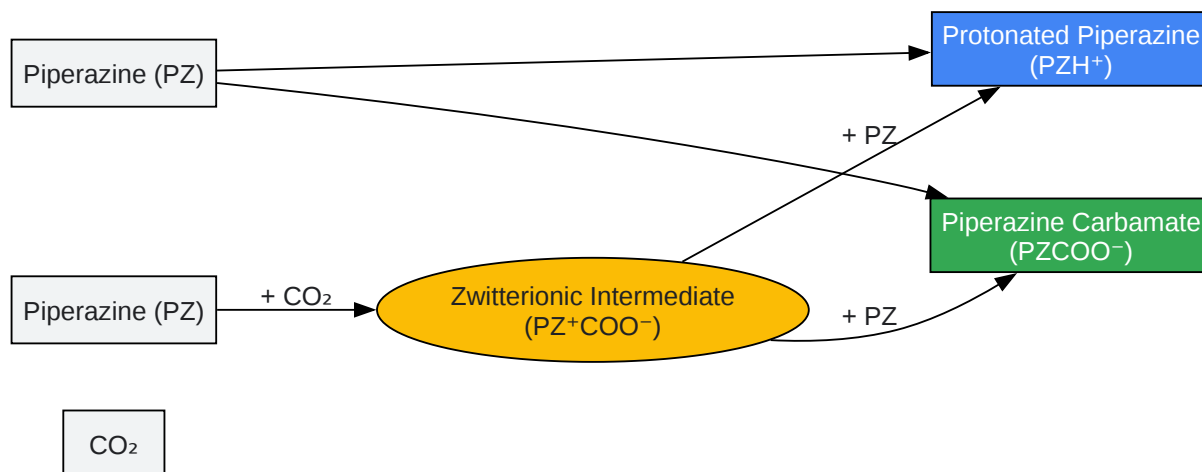 Piperazine (PZ)
Protonated Piperazine
(PZH⁺)
+ PZ
Piperazine Carbamate
(PZCOO⁻)
Piperazine (PZ)
+ CO₂
Zwitterionic Intermediate
(PZ⁺COO⁻)
+ PZ
CO₂